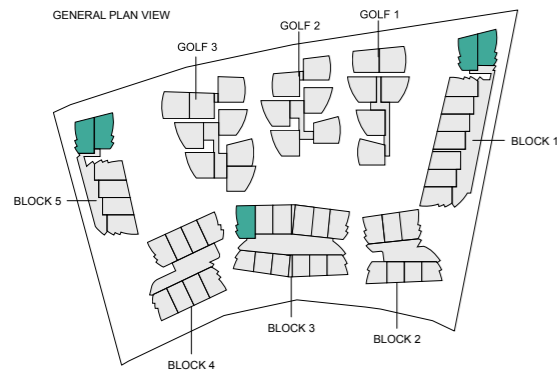 GENERAL PLAN VIEW
GOLF 1
GOLF 2
GOLF 3
BLOCK 1
BLOCK 5
BLOCK 3
BLOCK 2
BLOCK 4